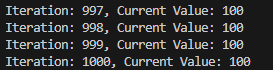 Iteration: 997, Current Value: 100
Iteration: 998, Current Value: 100
Iteration: 999, Current Value: 100
Iteration: 1000, Current Value: 100